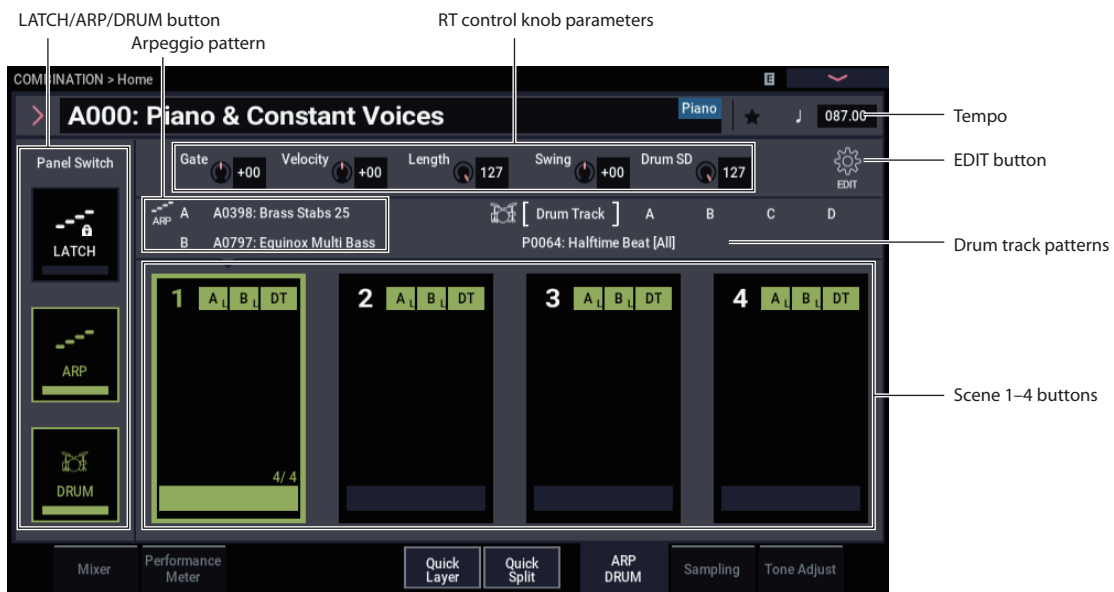 LATCH/ARP/DRUM button
RT control knob parameters
Arpeggio pattern
COMBINATION > Home
E
A000: Piano & Constant Voices
Piano
♩ 087.00
Tempo
Panel Switch
Gate +00
Velocity +00
Length 127
Swing +00
Drum SD 127
EDIT
EDIT button
LATCH
ARP A A0398: Brass Stabs 25
B A0797: Equinox Multi Bass
[ Drum Track ] A B C D
P0064: Halftime Beat [All]
Drum track patterns
1 A L B L DT
2 A L B L DT
3 A L B L DT
4 A L B L DT
ARP
Scene 1–4 buttons
4/ 4
DRUM
Mixer
Performance
Meter
Quick
Layer
Quick
Split
ARP
DRUM
Sampling
Tone Adjust